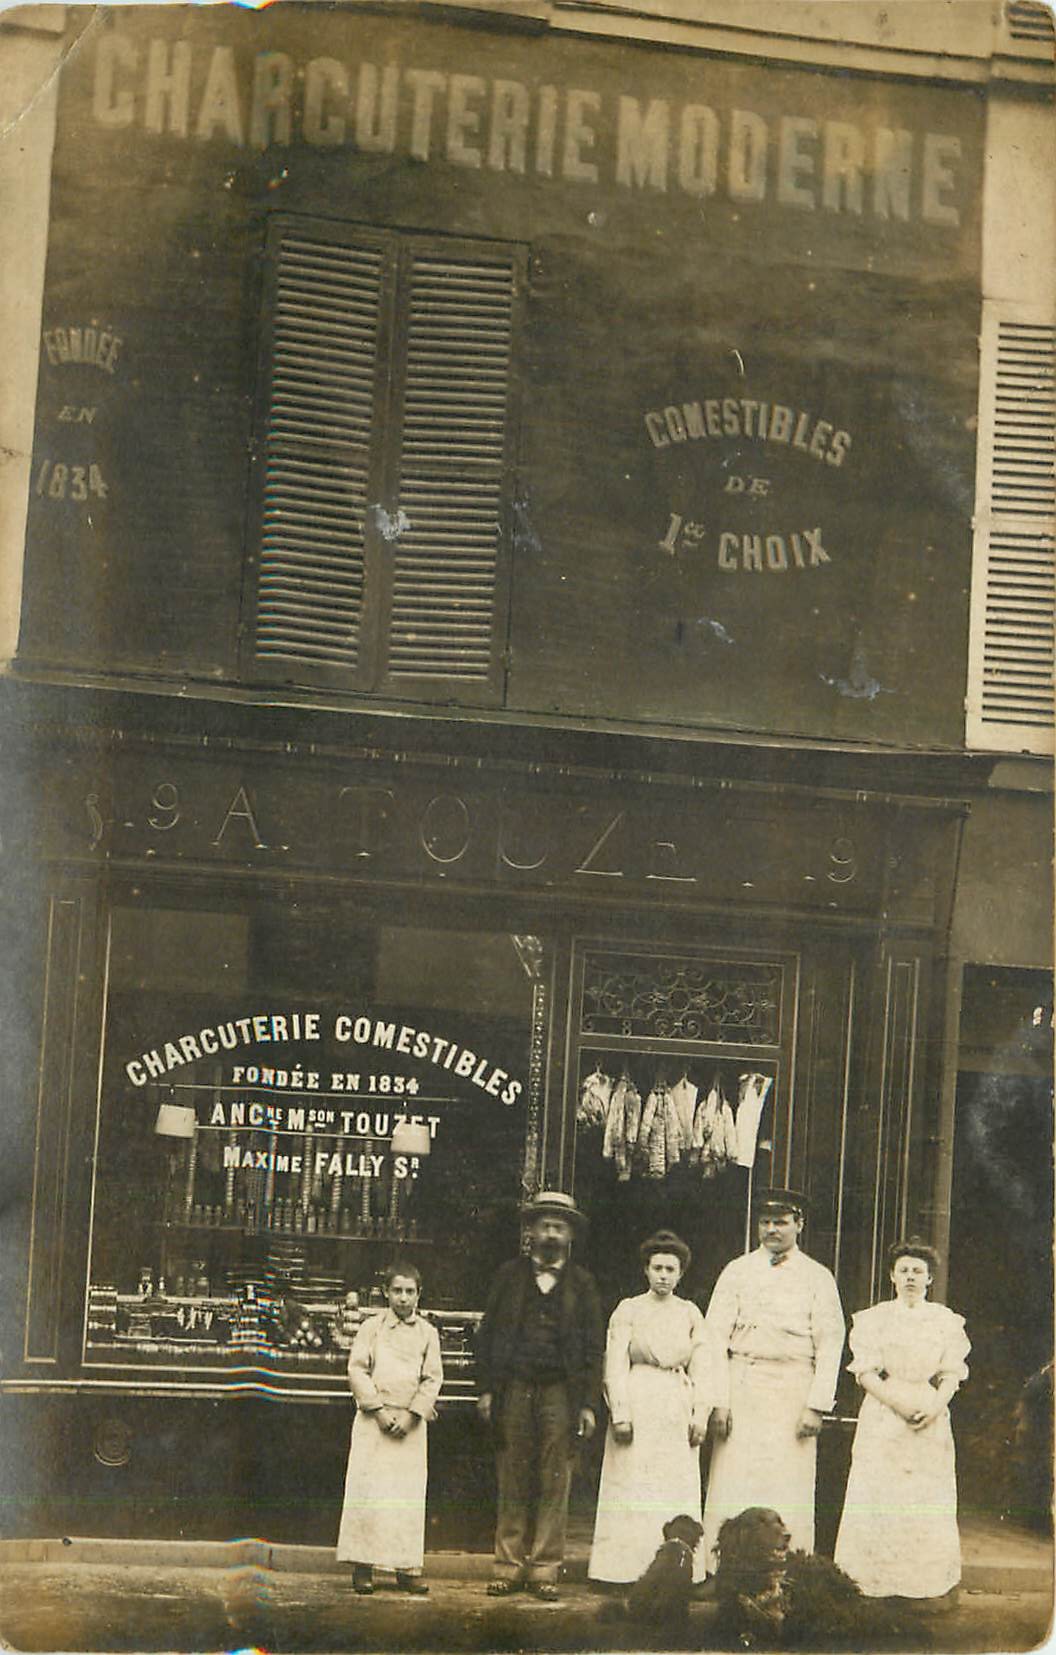 CHARCUTERIE MODERNE
FONDÉE
EN
1834
COMESTIBLES
DE
1er CHOIX
9 A. TOUZET 9
CHARCUTERIE COMESTIBLES
FONDÉE EN 1834
ANCNE MSON TOUZET
MAXIME FALLY SR